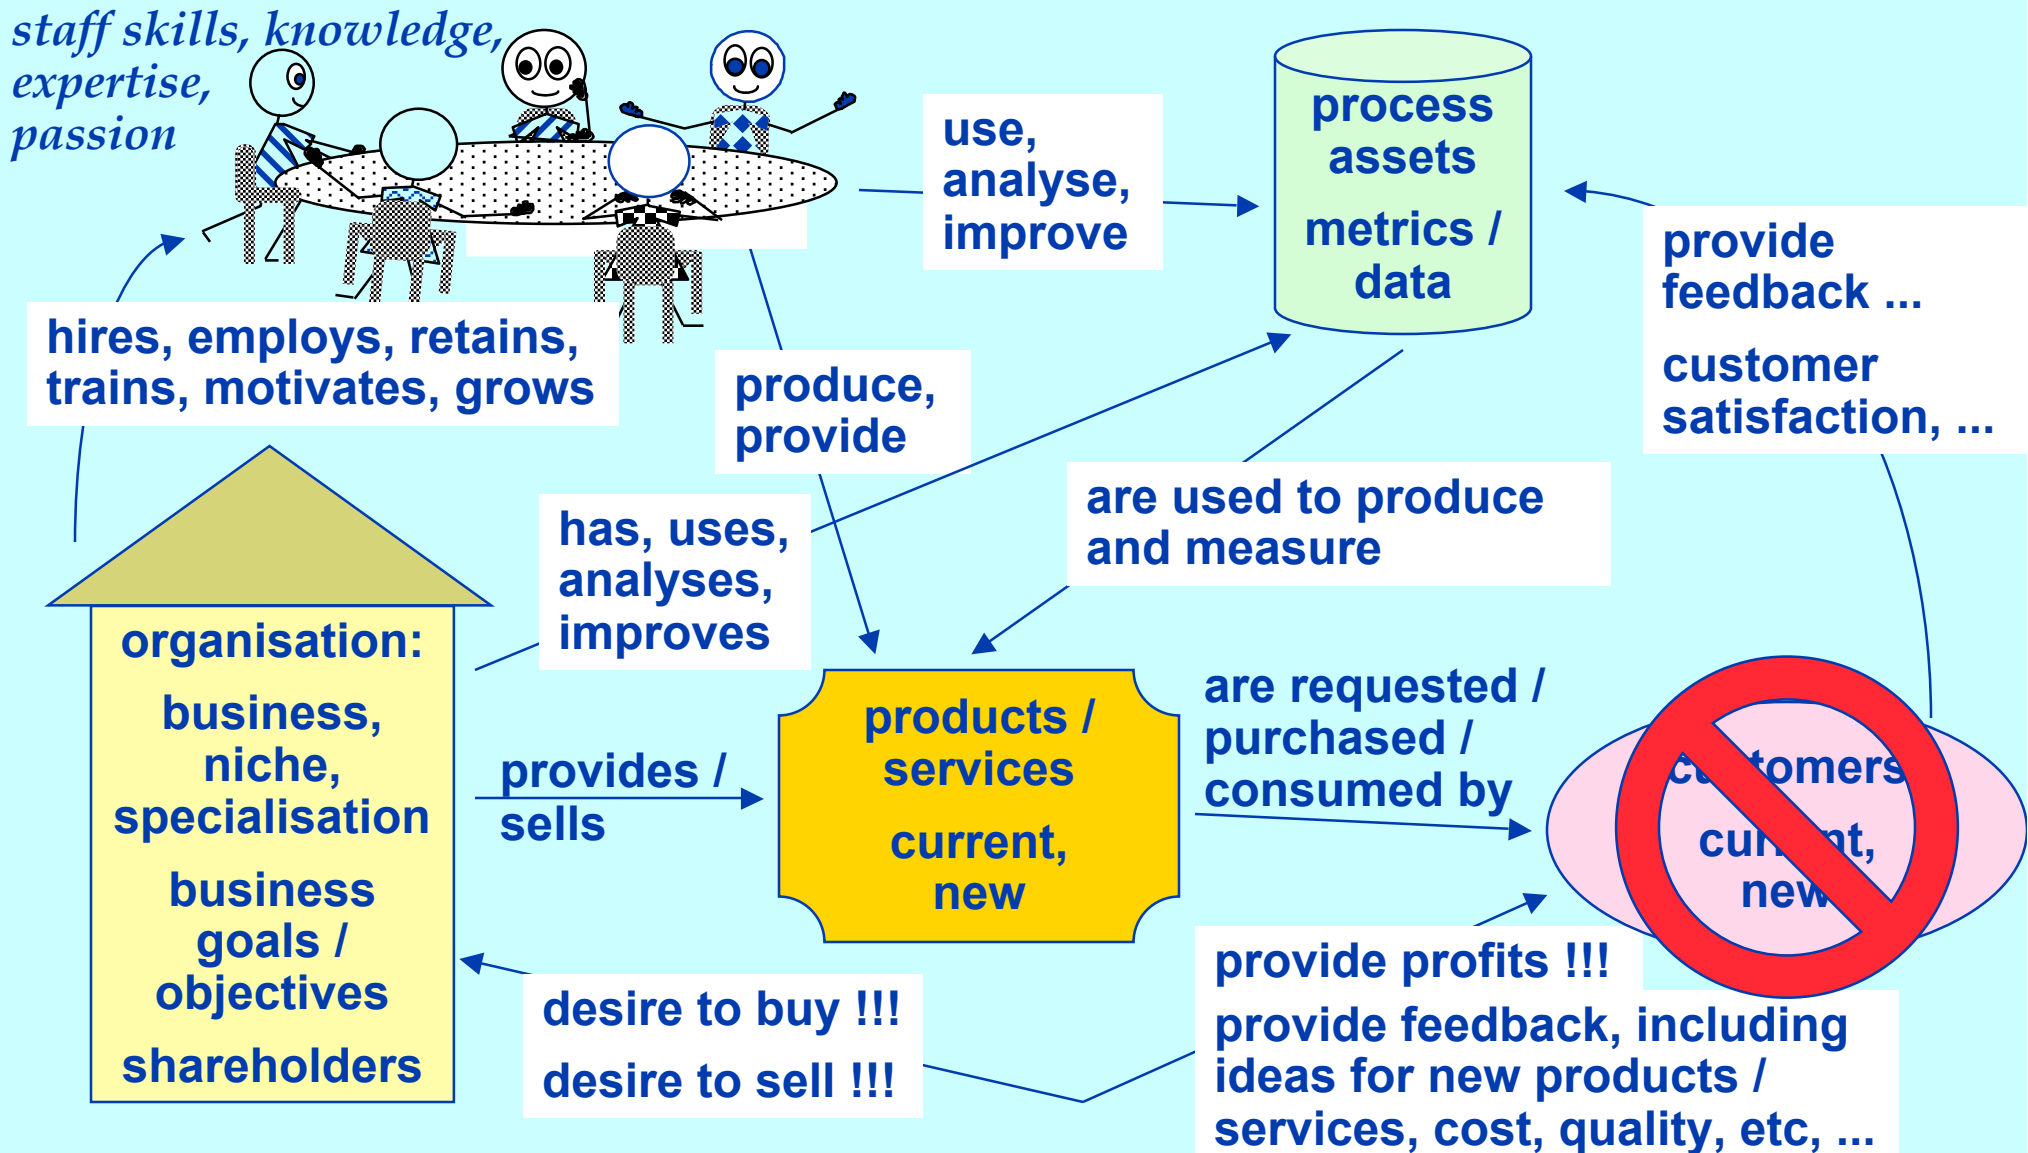 staff skills, knowledge,
expertise,
passion
use,
analyse,
improve
process
assets
metrics /
data
provide
feedback ...
customer
satisfaction, ...
hires, employs, retains,
trains, motivates, grows
produce,
provide
are used to produce
and measure
has, uses,
analyses,
improves
organisation:
business,
niche,
specialisation
business
goals /
objectives
shareholders
provides /
sells
products /
services
current,
new
are requested /
purchased /
consumed by
customers
current,
new
desire to buy !!!
desire to sell !!!
provide profits !!!
provide feedback, including
ideas for new products /
services, cost, quality, etc, ...